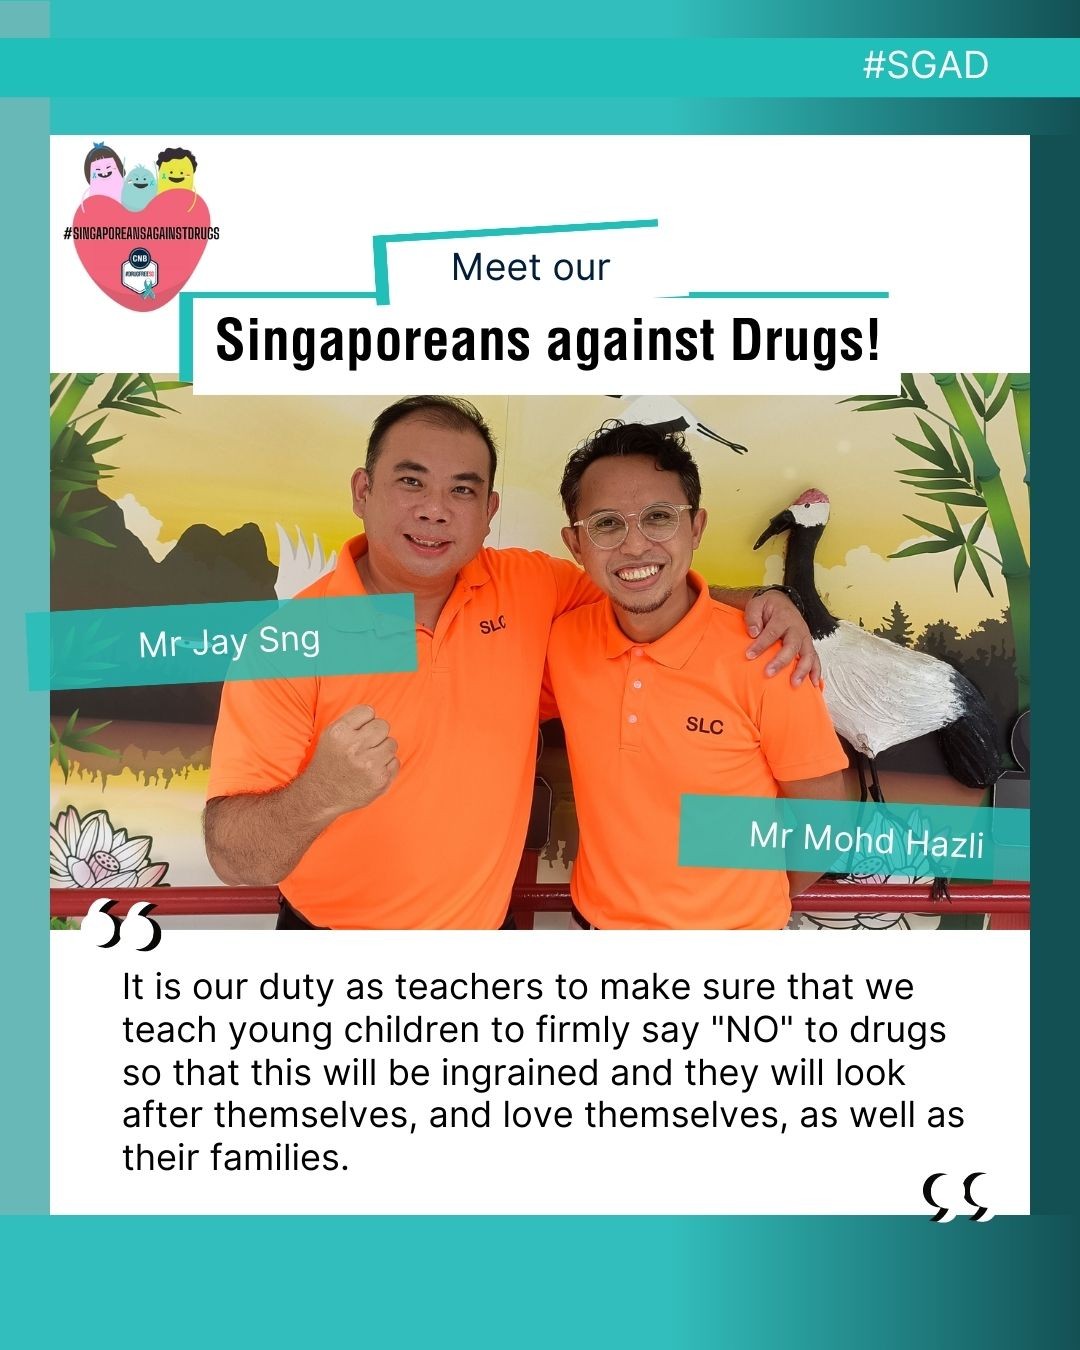 #SGAD
#SINGAPOREANSAGAINSTDRUGS
CNB
#DRUGFREESG
Meet our
Singaporeans against Drugs!
SLC
Mr Jay Sng
SLC
Mr Mohd Hazli
It is our duty as teachers to make sure that we
teach young children to firmly say "NO" to drugs
so that this will be ingrained and they will look
after themselves, and love themselves, as well as
their families.